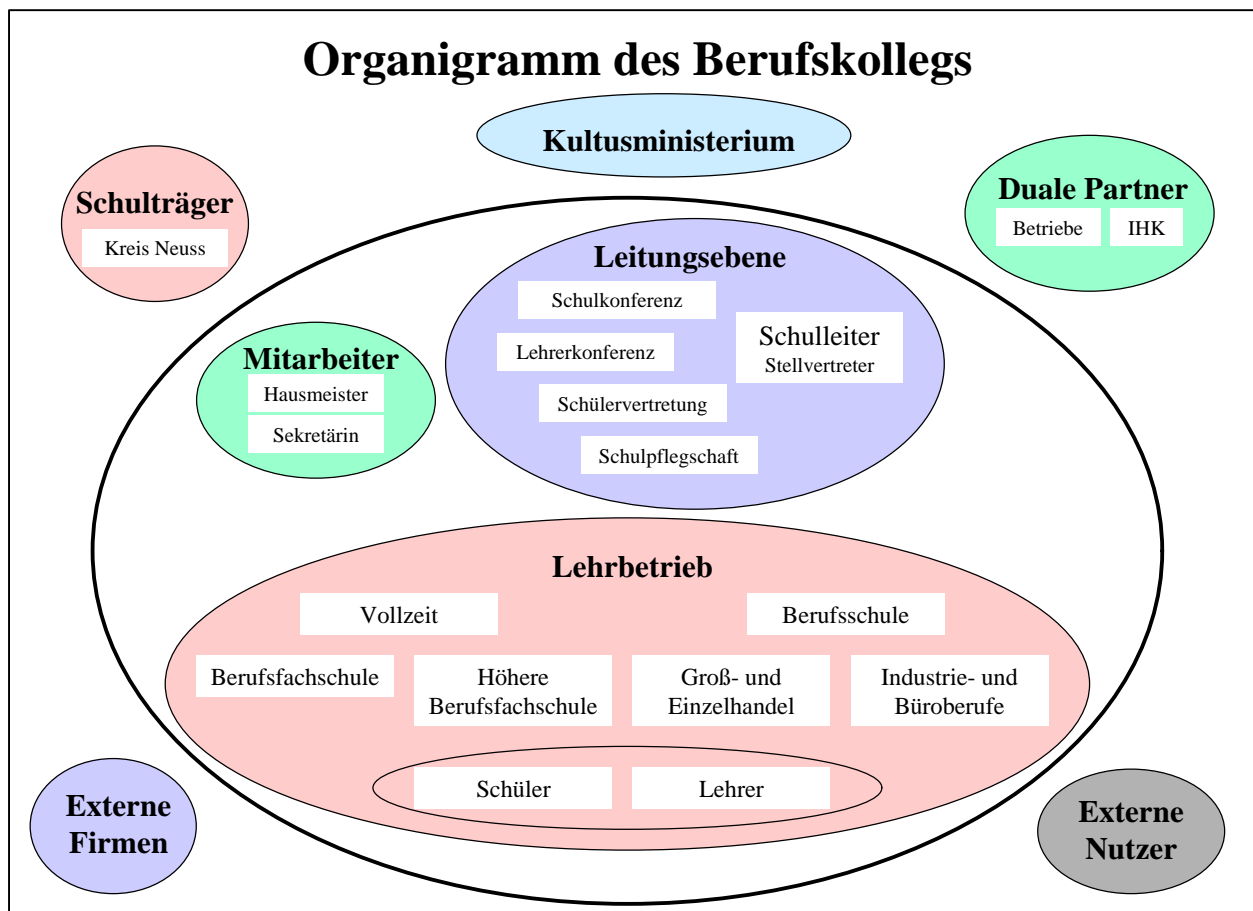 Organigramm des Berufskollegs
Kultusministerium
Schulträger
Kreis Neuss
Duale Partner
Betriebe
IHK
Leitungsebene
Schulkonferenz
Lehrerkonferenz
Schülervertretung
Schulpflegschaft
Schulleiter
Stellvertreter
Mitarbeiter
Hausmeister
Sekretärin
Lehrbetrieb
Vollzeit
Berufsschule
Berufsfachschule
Höhere
Berufsfachschule
Groß- und
Einzelhandel
Industrie- und
Büroberufe
Schüler
Lehrer
Externe
Firmen
Externe
Nutzer